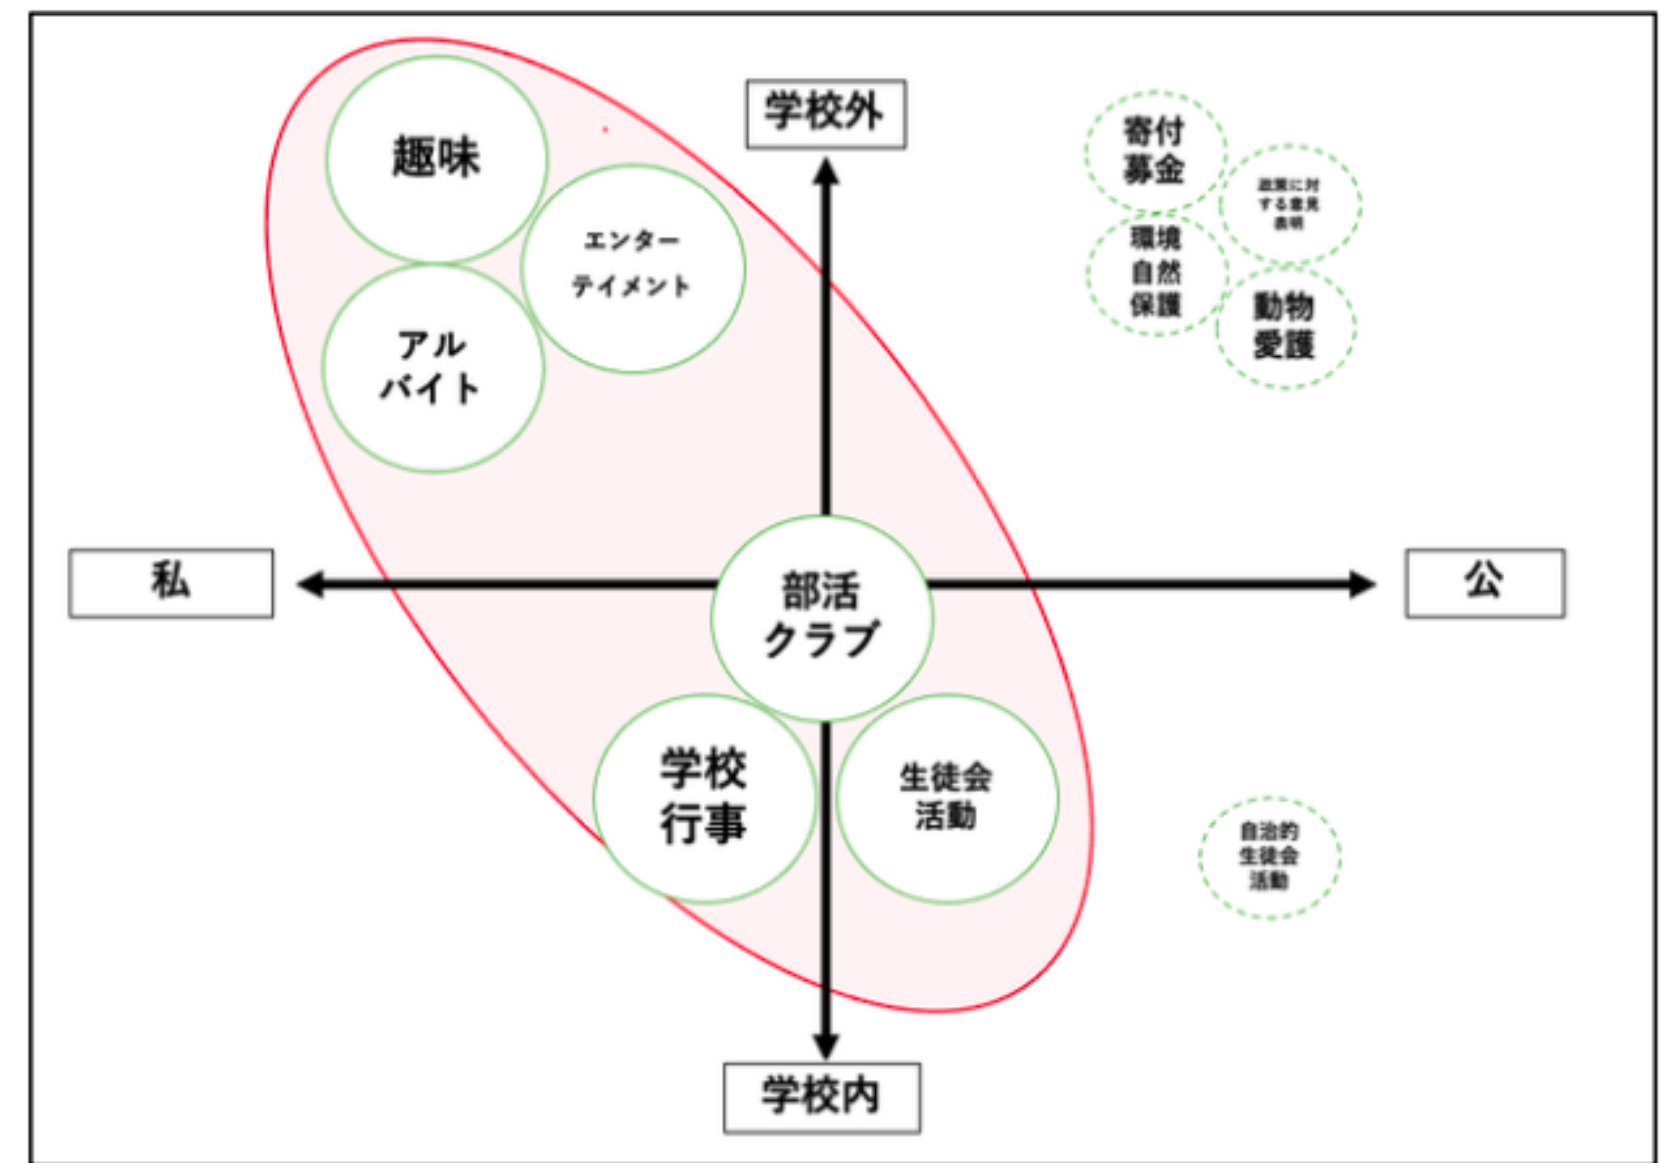 学校外
趣味
エンター
テイメント
アル
バイト
寄付
募金
政策に対
する意見
表明
環境
自然
保護
動物
愛護
私
公
部活
クラブ
学校
行事
生徒会
活動
自治的
生徒会
活動
学校内